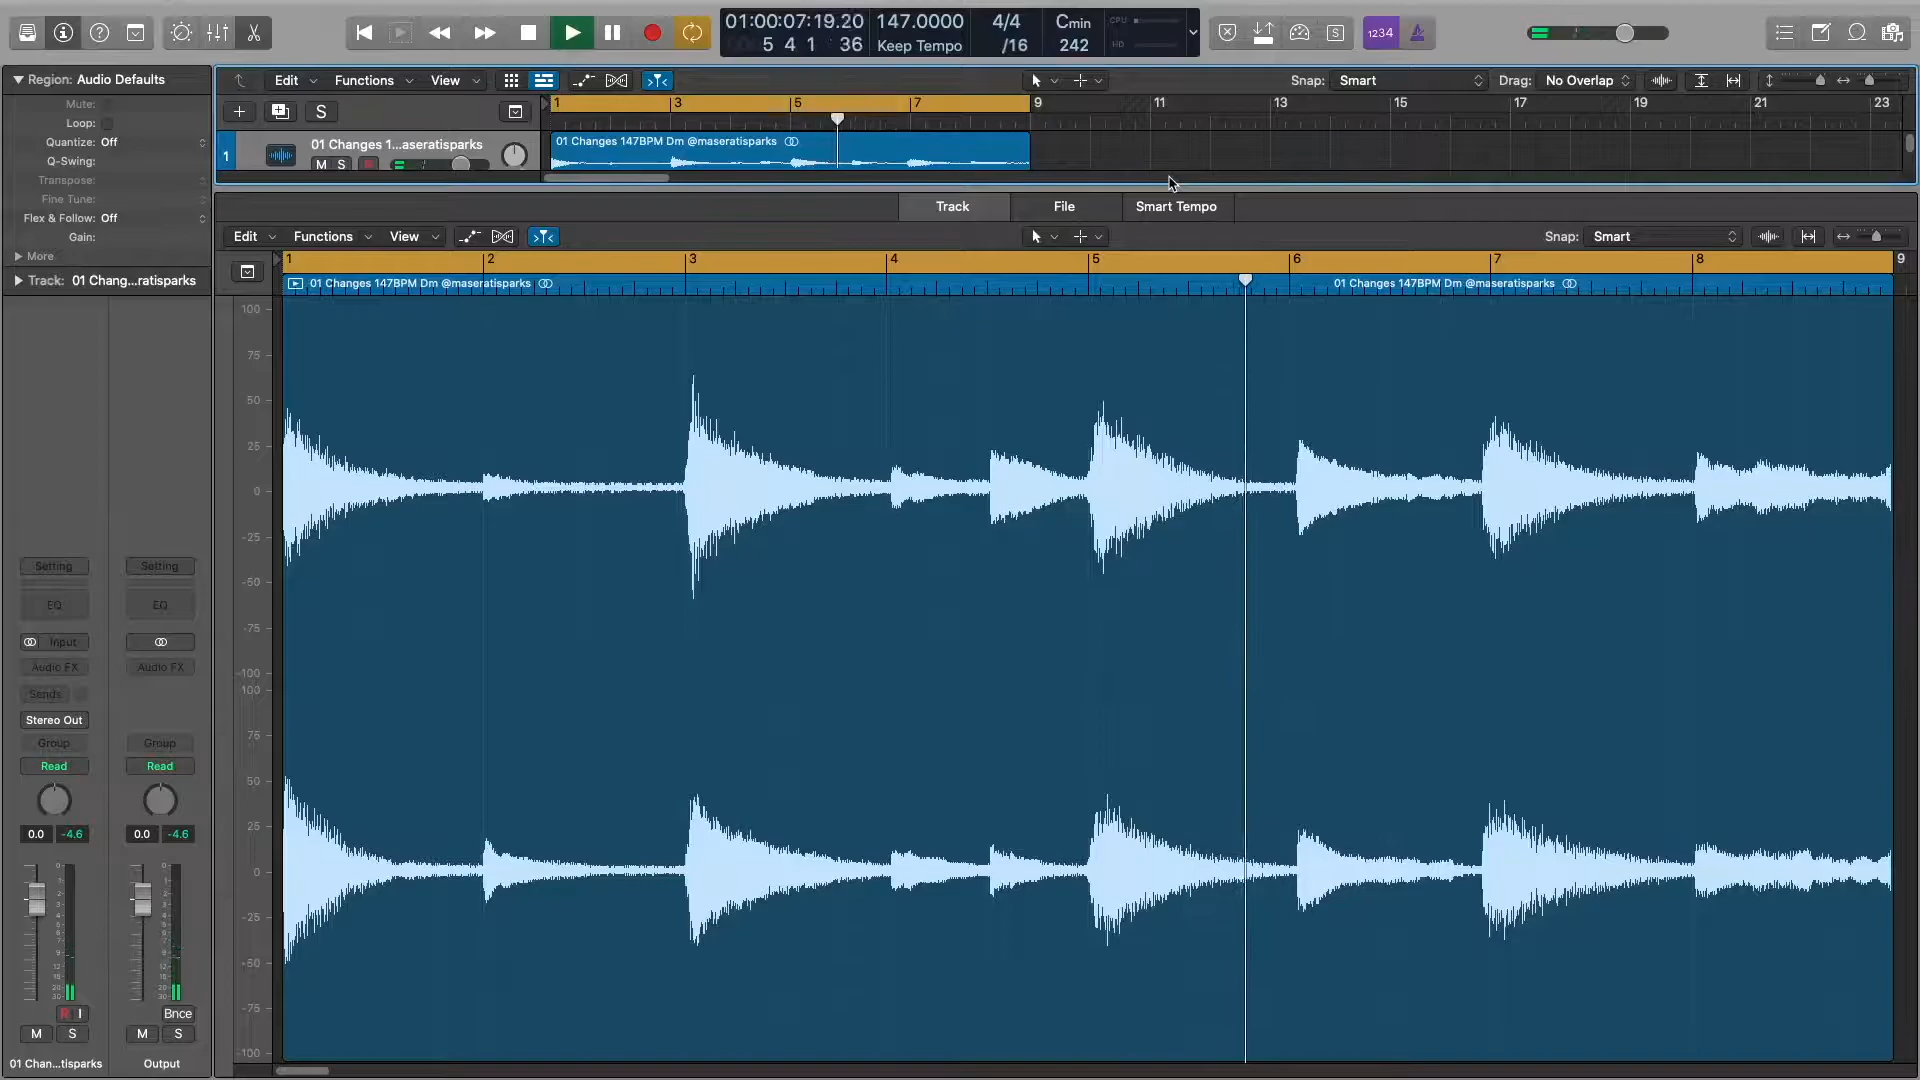 01:00:07:19.20 147.0000 4/4 Cmin
5 4 1 36 Keep Tempo /16 242
CPU
HD
1234
Region: Audio Defaults
Mute:
Loop:
Quantize: Off
Q-Swing:
Transpose:
Fine Tune:
Flex & Follow: Off
Gain:
More
Track: 01 Chang...ratisparks
Edit Functions View Snap: Smart Drag: No Overlap
S
1 3 5 7 9 11 13 15 17 19 21 23
1 01 Changes 1...aseratisparks
M S R
01 Changes 147BPM Dm @maseratisparks
Track File Smart Tempo
Edit Functions View Snap: Smart
1 2 3 4 5 6 7 8 9
01 Changes 147BPM Dm @maseratisparks 01 Changes 147BPM Dm @maseratisparks
100
75
50
25
0
-25
-50
-75
-100
100
75
50
25
0
-25
-50
-75
-100
Setting Setting
EQ EQ
Input
Audio FX Audio FX
Sends
Stereo Out
Group Group
Read Read
0.0 -4.6 0.0 -4.6
R I Bnce
M S M S
01 Chan...tisparks Output